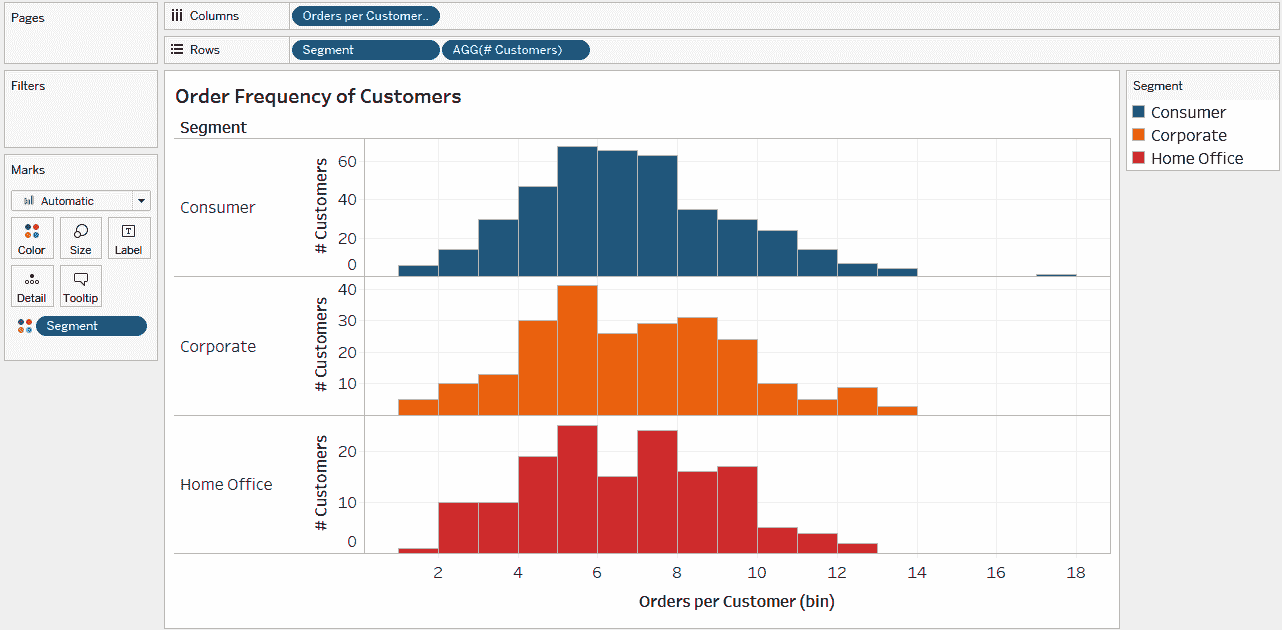 Pages
Columns
Orders per Customer..
Rows
Segment
AGG(# Customers)
Filters
Marks
Automatic
Color
Size
Label
Detail
Tooltip
Segment
Order Frequency of Customers
Segment
Consumer
# Customers
60
40
20
0
Corporate
# Customers
40
30
20
10
Home Office
# Customers
20
10
0
2 4 6 8 10 12 14 16 18
Orders per Customer (bin)
Segment
Consumer
Corporate
Home Office